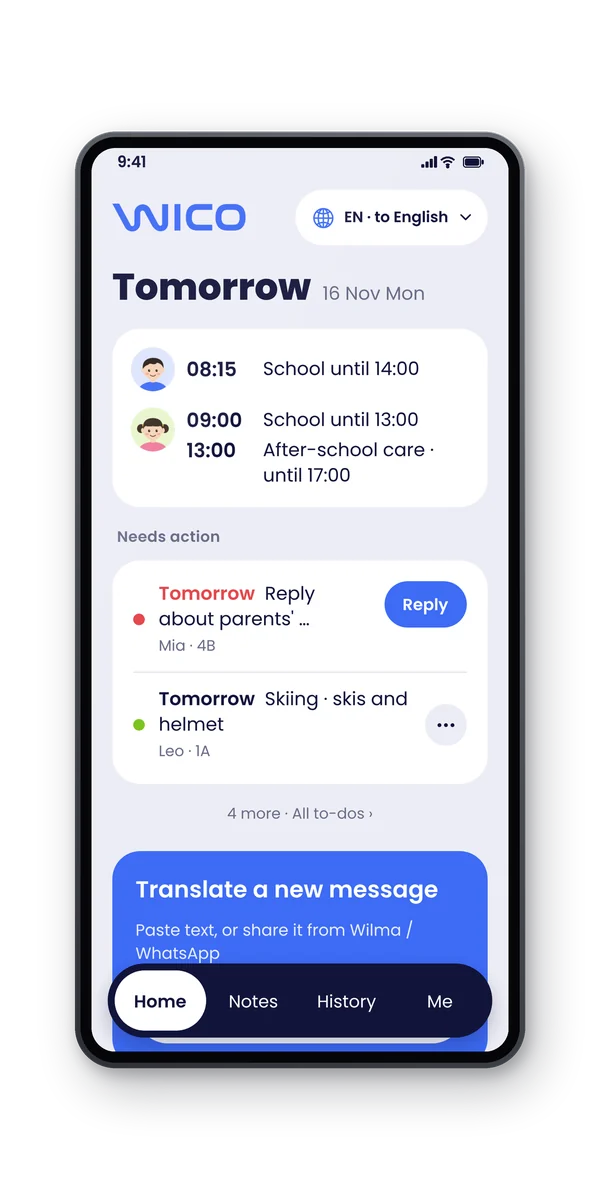 9:41
WICO
EN · to English
Tomorrow 16 Nov Mon
08:15 School until 14:00
09:00 School until 13:00
13:00 After-school care ·
until 17:00
Needs action
Tomorrow Reply
about parents' ...
Mia · 4B
Reply
Tomorrow Skiing · skis and
helmet
Leo · 1A
4 more · All to-dos ›
Translate a new message
Paste text, or share it from Wilma /
WhatsApp
Home Notes History Me